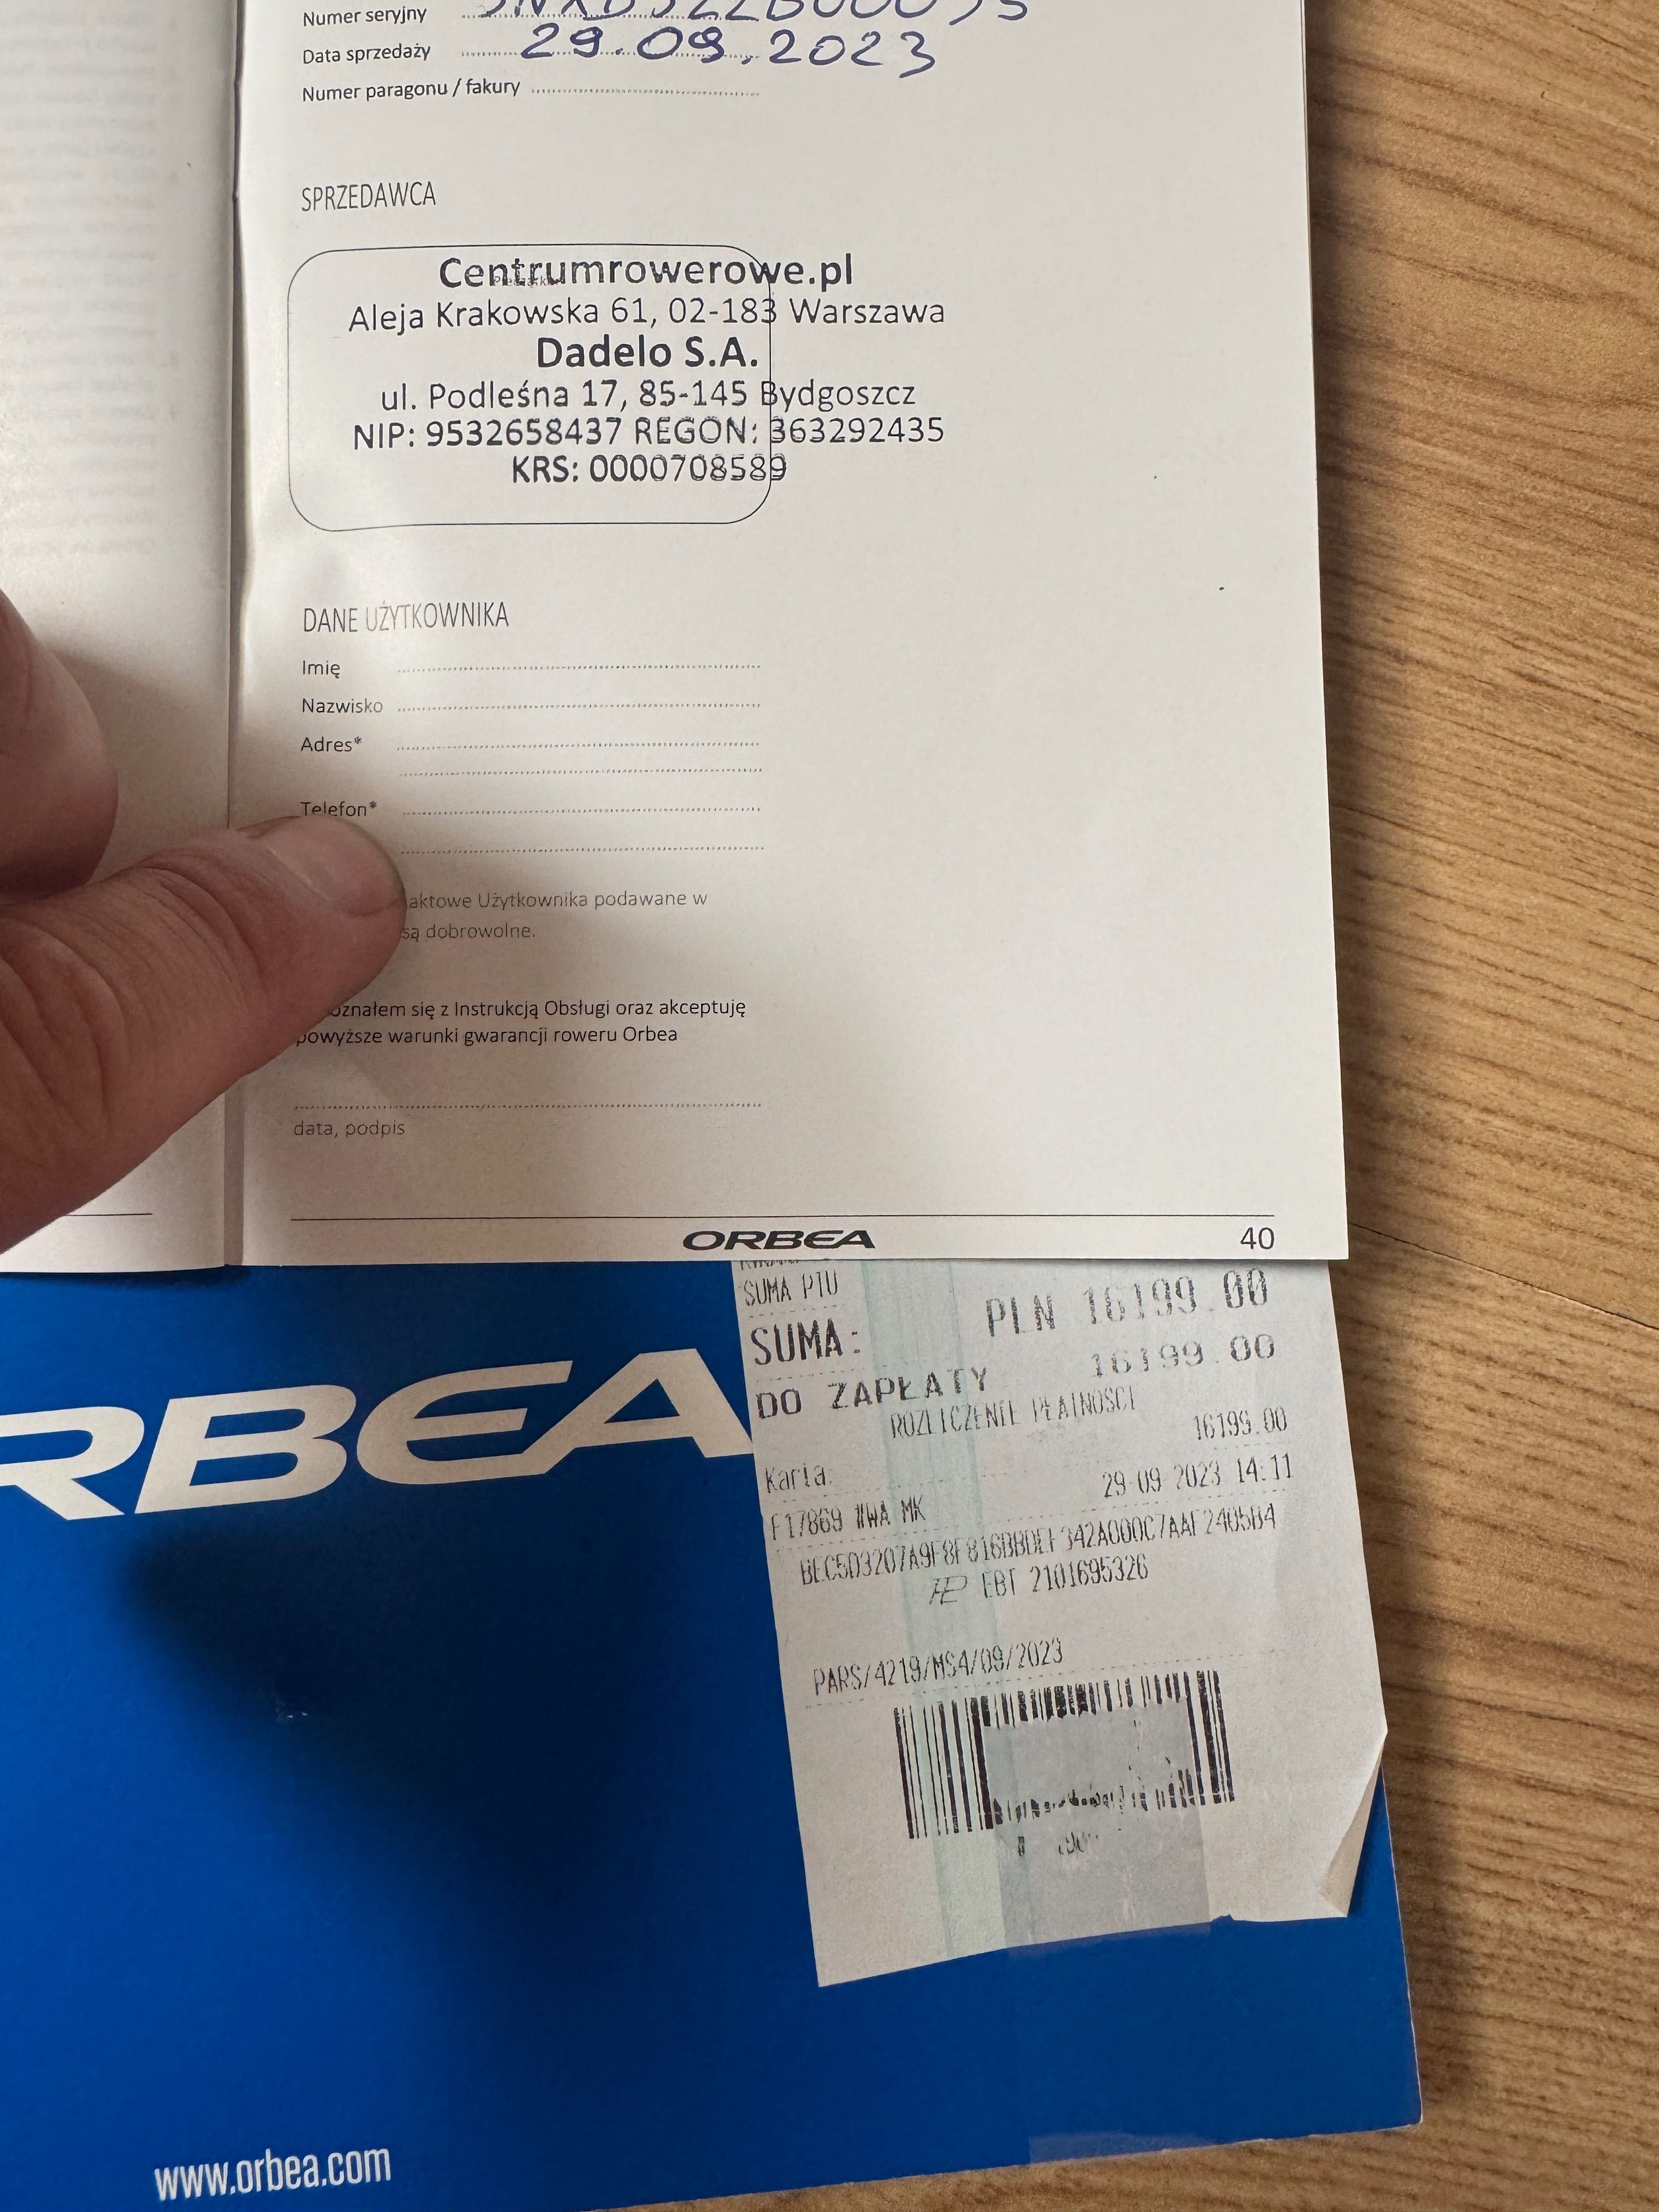 Numer seryjny
Data sprzedaży 29.09.2023
Numer paragonu / fakury
SPRZEDAWCA
Centrumrowerowe.pl
Aleja Krakowska 61, 02-183 Warszawa
Dadelo S.A.
ul. Podleśna 17, 85-145 Bydgoszcz
NIP: 9532658437 REGON: 363292435
KRS: 0000708589
DANE UŻYTKOWNIKA
Imię
Nazwisko
Adres*
Telefon*
aktowe Użytkownika podawane w
są dobrowolne.
oznałem się z Instrukcją Obsługi oraz akceptuję
powyższe warunki gwarancji roweru Orbea
data, podpis
ORBEA 40
SUMA PTU
SUMA: PLN 16199.00
DO ZAPŁATY 16199.00
ROZLICZENIE PŁATNOŚCI
Karta: 16199.00
F17869 #WA MK 29-09-2023 14:11
EBT 2101695326
PARS/4219/MS4/09/2023
RBEA
www.orbea.com